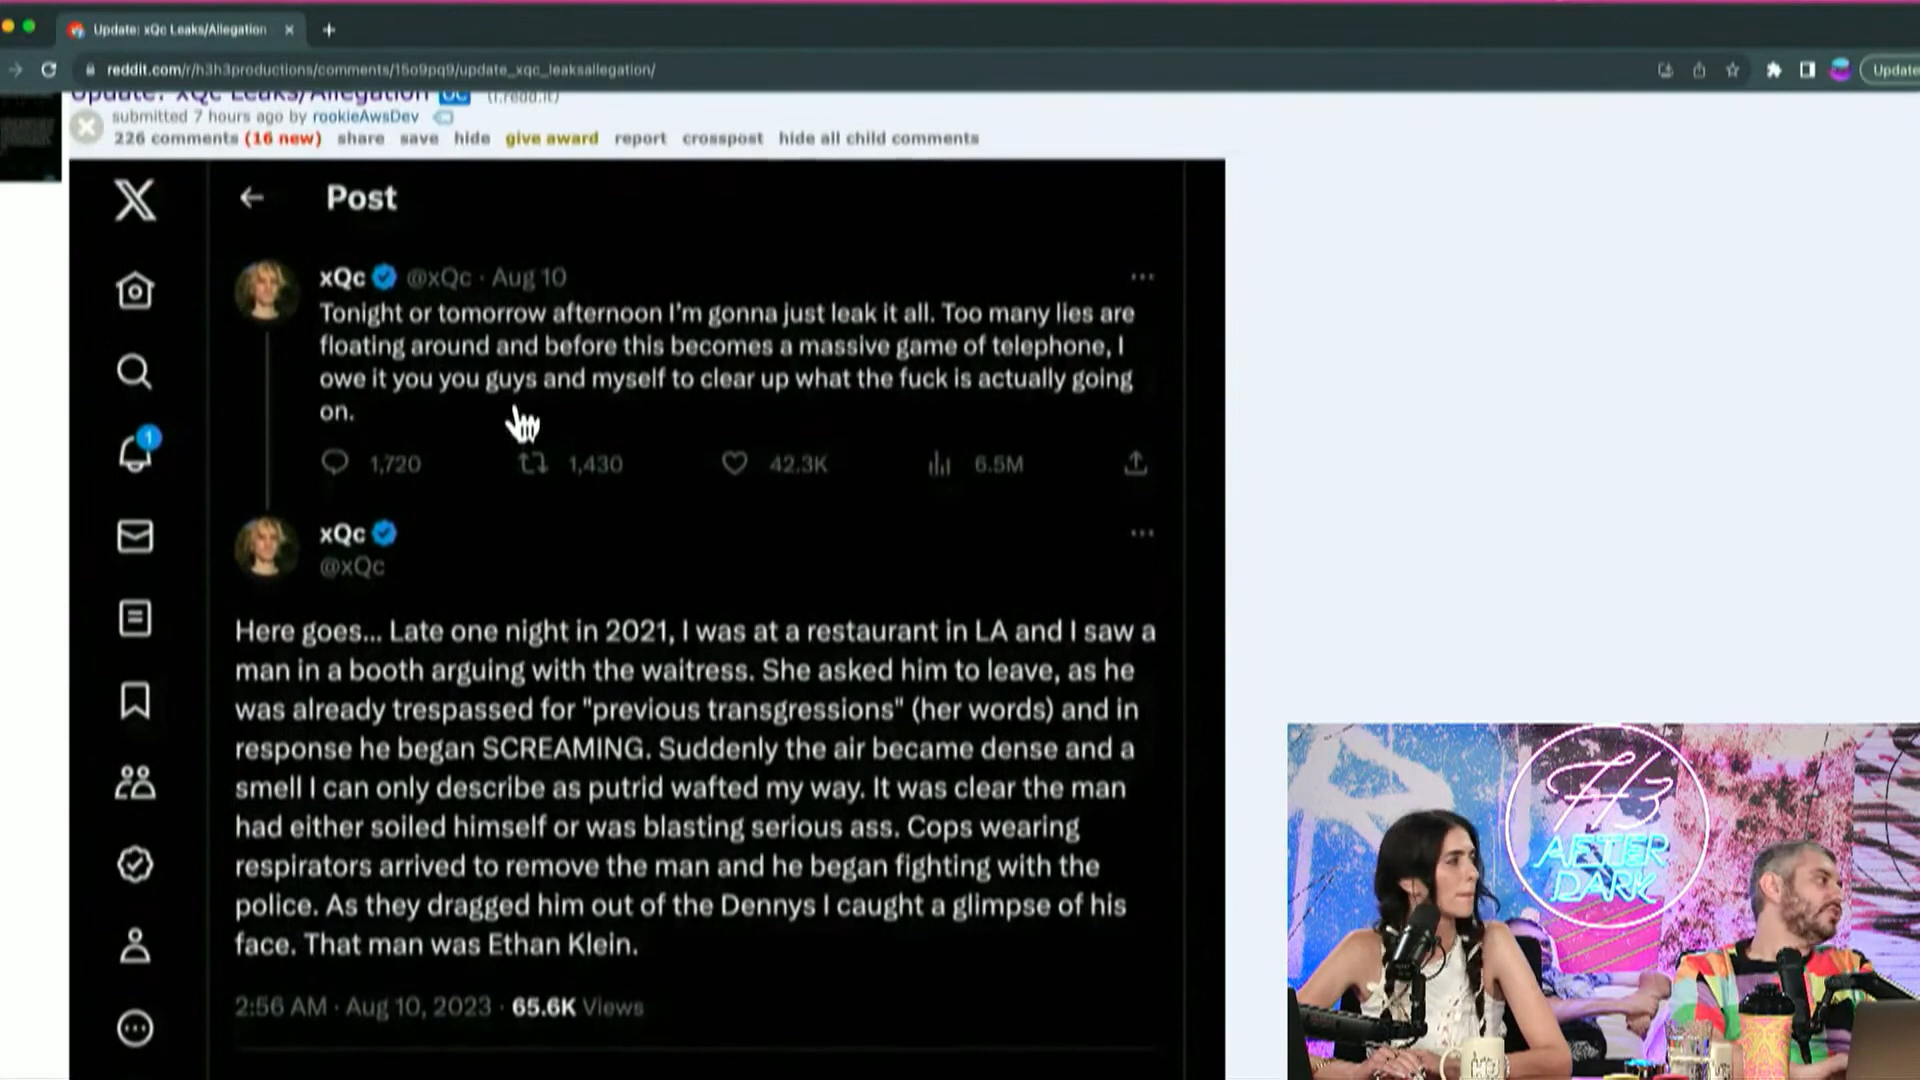 Update: xQc Leaks/Allegation
reddit.com/r/h3h3productions/comments/15o9pq9/update_xqc_leaksallegation/
Update
Update: xQc Leaks/Allegation OC (i.redd.it)
submitted 7 hours ago by rookieAwsDev
226 comments (16 new) share save hide give award report crosspost hide all child comments
X
Post
xQc @xQc · Aug 10
Tonight or tomorrow afternoon I'm gonna just leak it all. Too many lies are
floating around and before this becomes a massive game of telephone, I
owe it you you guys and myself to clear up what the fuck is actually going
on.
1,720 1,430 42.3K 6.5M
1
xQc
@xQc
Here goes... Late one night in 2021, I was at a restaurant in LA and I saw a
man in a booth arguing with the waitress. She asked him to leave, as he
was already trespassed for "previous transgressions" (her words) and in
response he began SCREAMING. Suddenly the air became dense and a
smell I can only describe as putrid wafted my way. It was clear the man
had either soiled himself or was blasting serious ass. Cops wearing
respirators arrived to remove the man and he began fighting with the
police. As they dragged him out of the Dennys I caught a glimpse of his
face. That man was Ethan Klein.
2:56 AM · Aug 10, 2023 · 65.6K Views
H3
AFTER
DARK